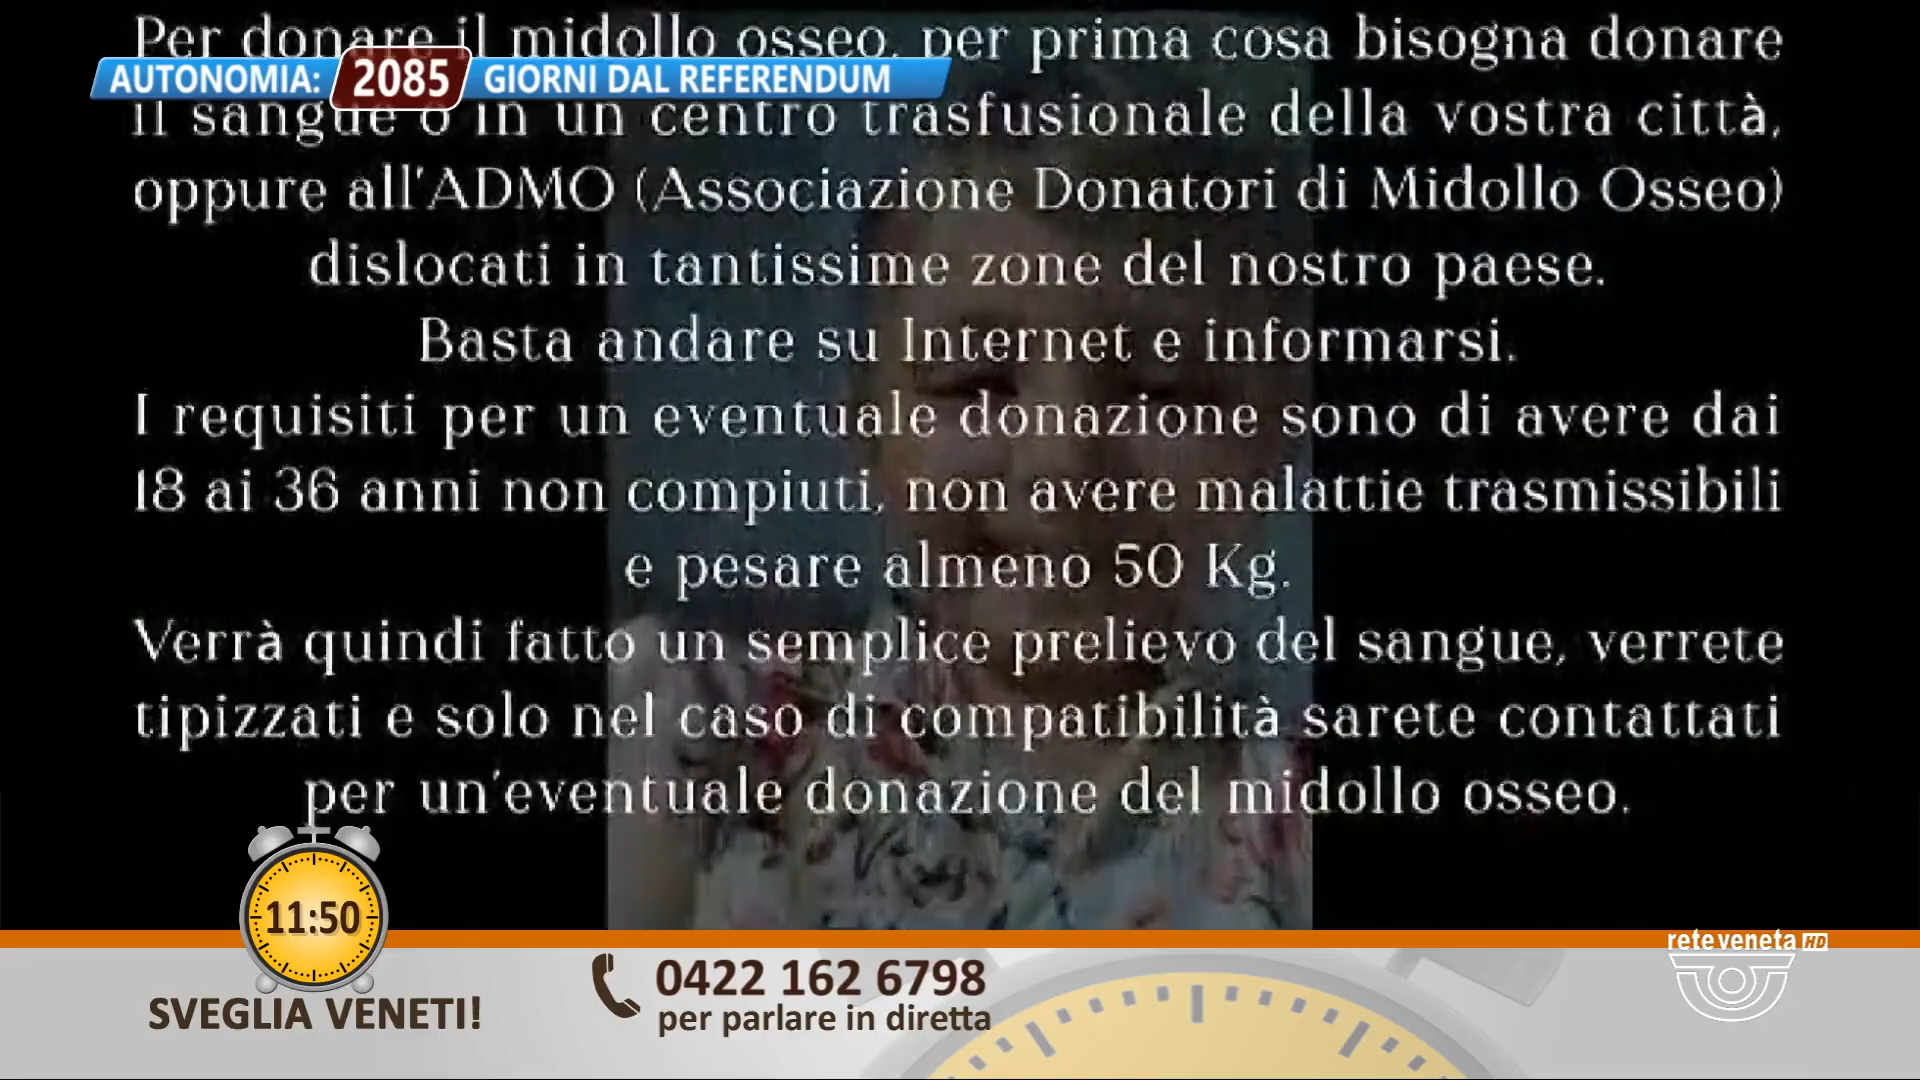 Per donare il midollo osseo, per prima cosa bisogna donare
AUTONOMIA: 2085 GIORNI DAL REFERENDUM
il sangue o in un centro trasfusionale della vostra città,
oppure all'ADMO (Associazione Donatori di Midollo Osseo)
dislocati in tantissime zone del nostro paese.
Basta andare su Internet e informarsi.
I requisiti per un eventuale donazione sono di avere dai
18 ai 36 anni non compiuti, non avere malattie trasmissibili
e pesare almeno 50 Kg.
Verrà quindi fatto un semplice prelievo del sangue, verrete
tipizzati e solo nel caso di compatibilità sarete contattati
per un'eventuale donazione del midollo osseo.
11:50
SVEGLIA VENETI!
0422 162 6798
per parlare in diretta
reteveneta HD